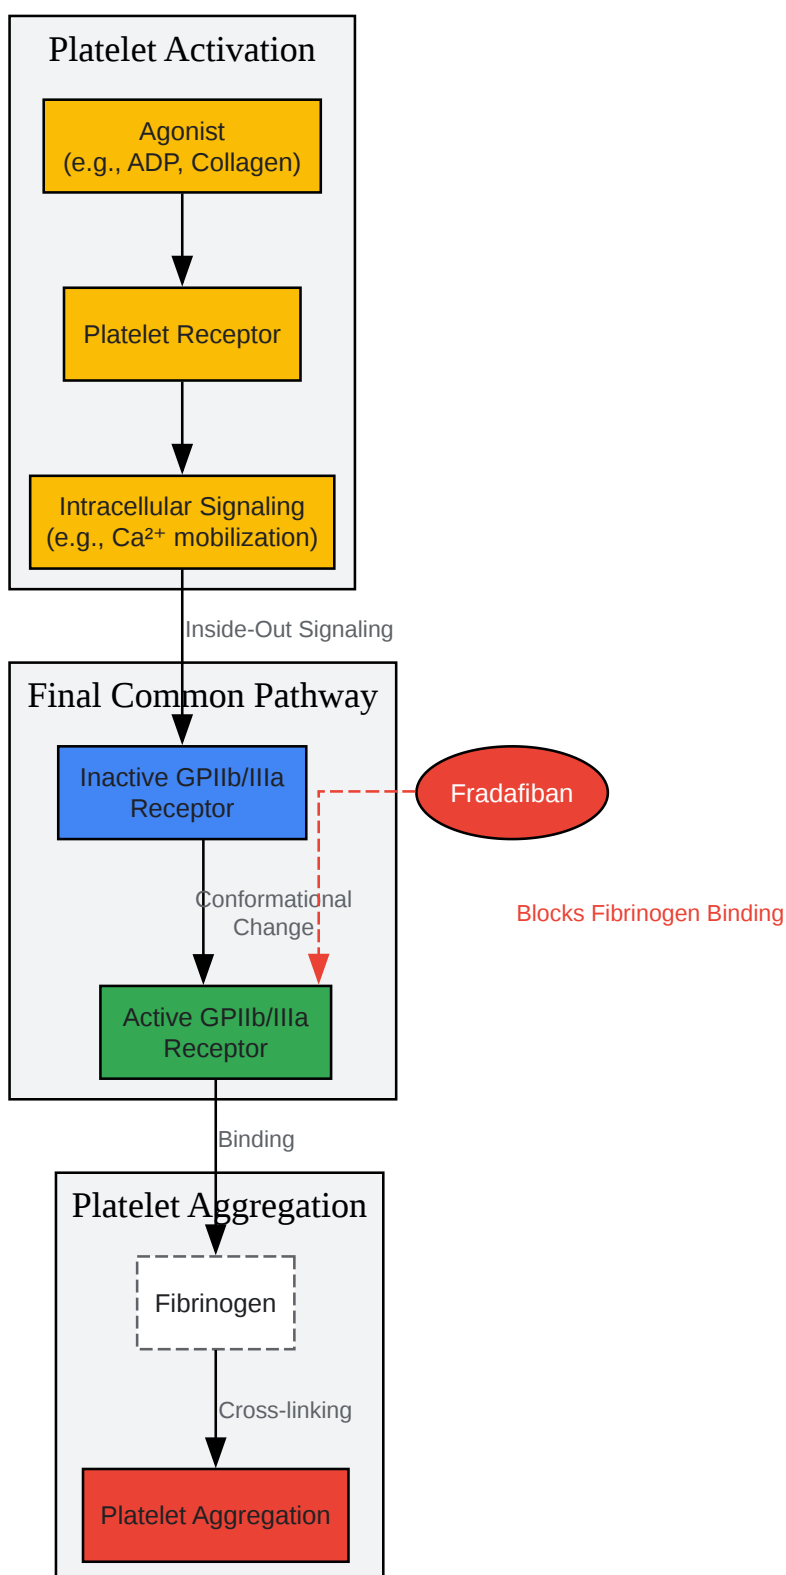 Platelet Activation
Agonist
(e.g., ADP, Collagen)
Platelet Receptor
Intracellular Signaling
(e.g., Ca²⁺ mobilization)
Inside-Out Signaling
Final Common Pathway
Inactive GPIIb/IIIa
Receptor
Fradafiban
Conformational
Change
Blocks Fibrinogen Binding
Active GPIIb/IIIa
Receptor
Binding
Platelet Aggregation
Fibrinogen
Cross-linking
Platelet Aggregation